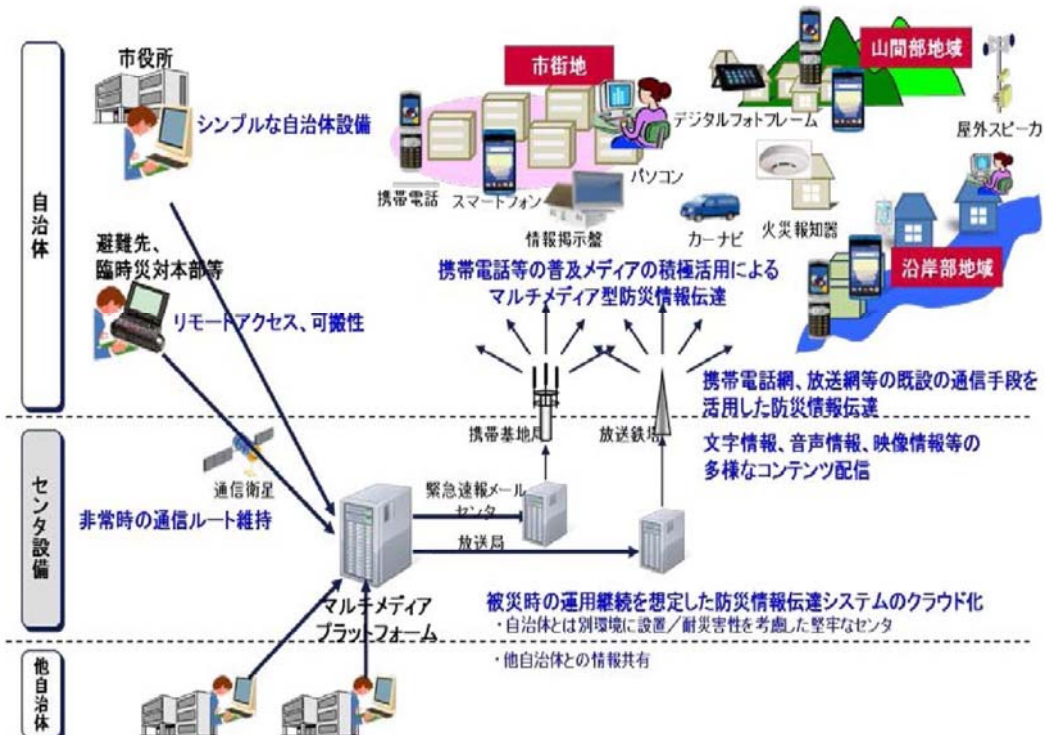 市役所
シンプルな自治体設備
市街地
山間部地域
デジタルフォトフレーム
屋外スピーカ
携帯電話
スマートフォン
パソコン
情報掲示盤
カーナビ
火災報知器
沿岸部地域
自治体
避難先、
臨時災対本部等
リモートアクセス、可搬性
携帯電話等の普及メディアの積極活用による
マルチメディア型防災情報伝達
携帯電話網、放送網等の既設の通信手段を
活用した防災情報伝達
携帯基地局
放送鉄塔
文字情報、音声情報、映像情報等の
多様なコンテンツ配信
センタ設備
通信衛星
非常時の通信ルート維持
緊急速報メール
センタ
放送局
マルチメディア
プラットフォーム
被災時の運用継続を想定した防災情報伝達システムのクラウド化
・自治体とは別環境に設置/耐災害性を考慮した堅牢なセンタ
・他自治体との情報共有
他自治体